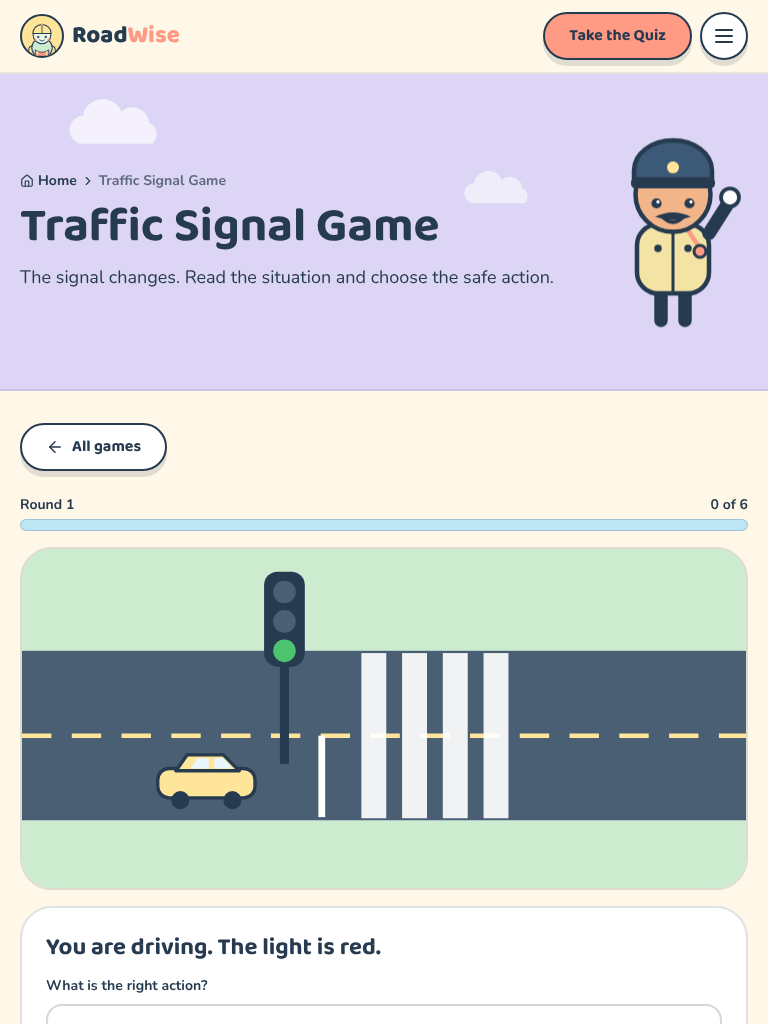 RoadWise
Take the Quiz
Home
Traffic Signal Game
Traffic Signal Game
The signal changes. Read the situation and choose the safe action.
All games
Round 1
0 of 6
You are driving. The light is red.
What is the right action?